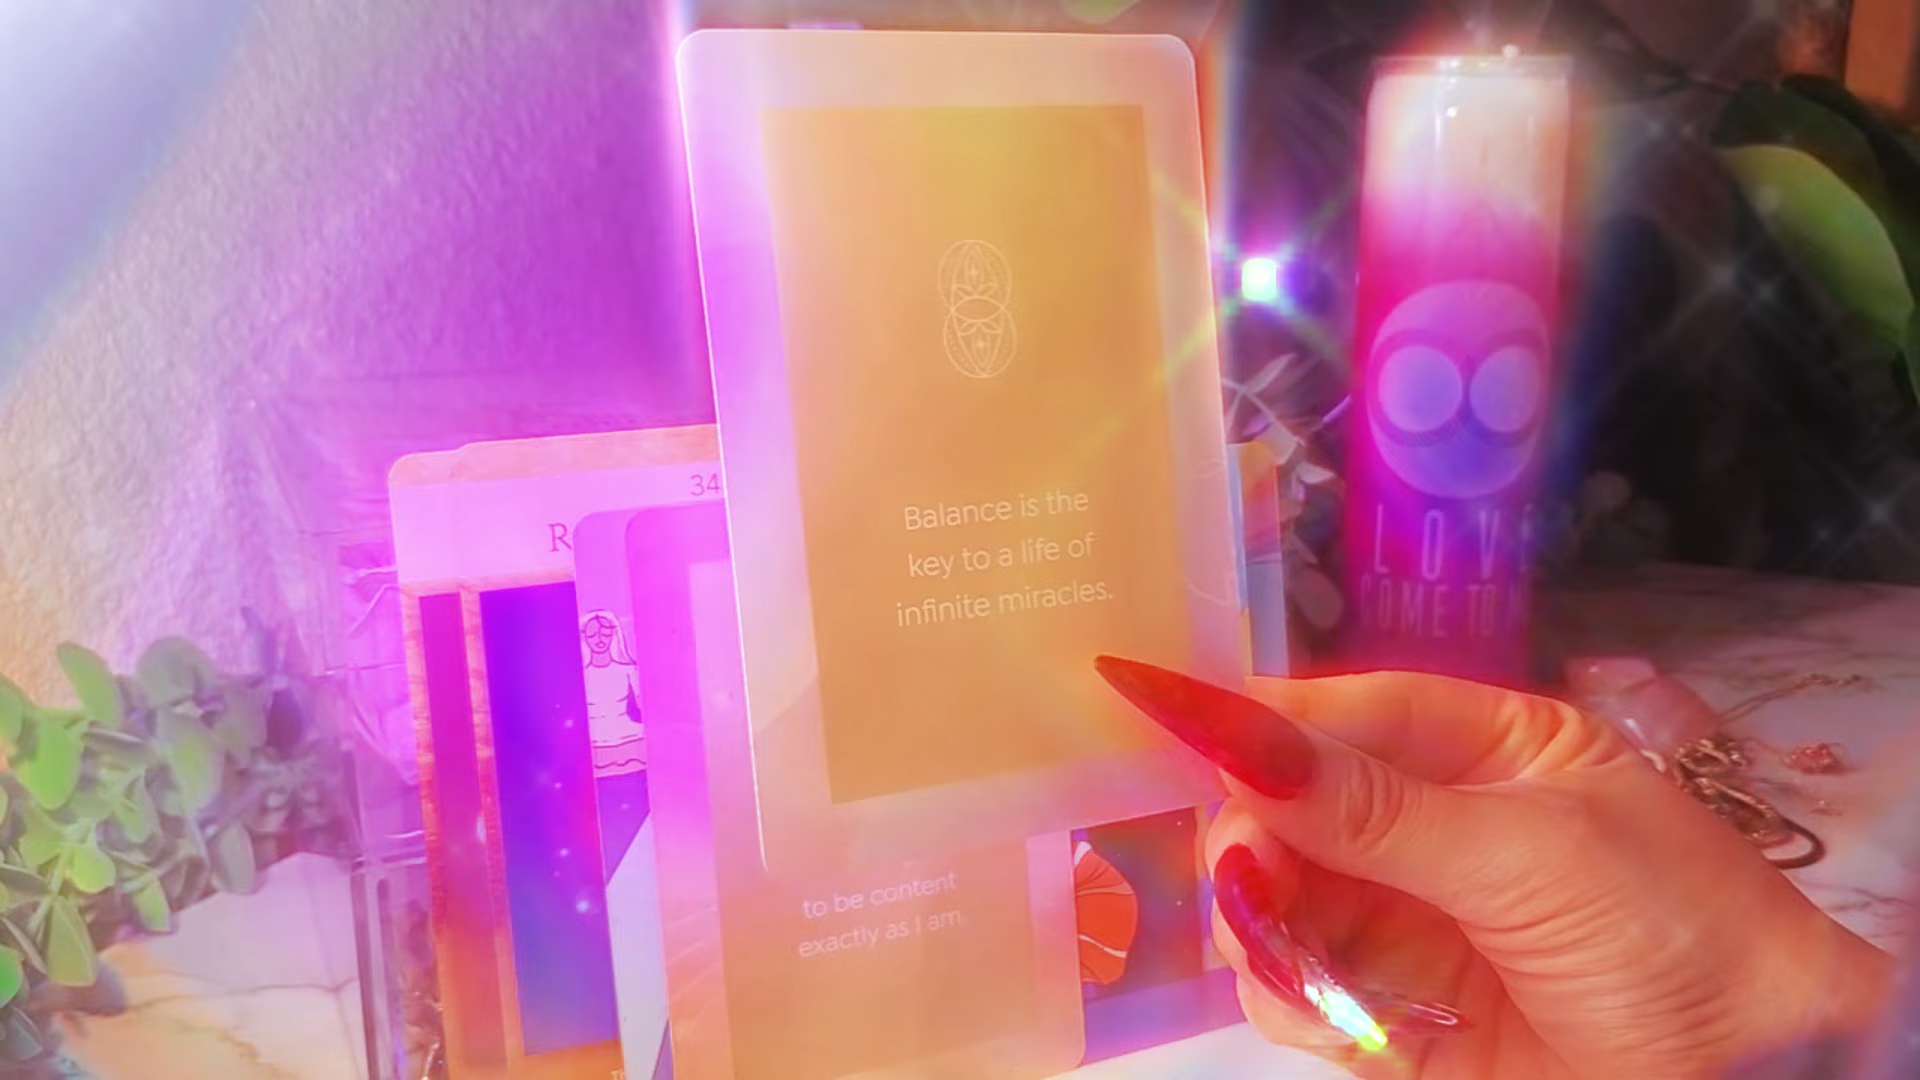 34
Balance is the
key to a life of
infinite miracles.
LOVE
COME TO
to be content
exactly as I am